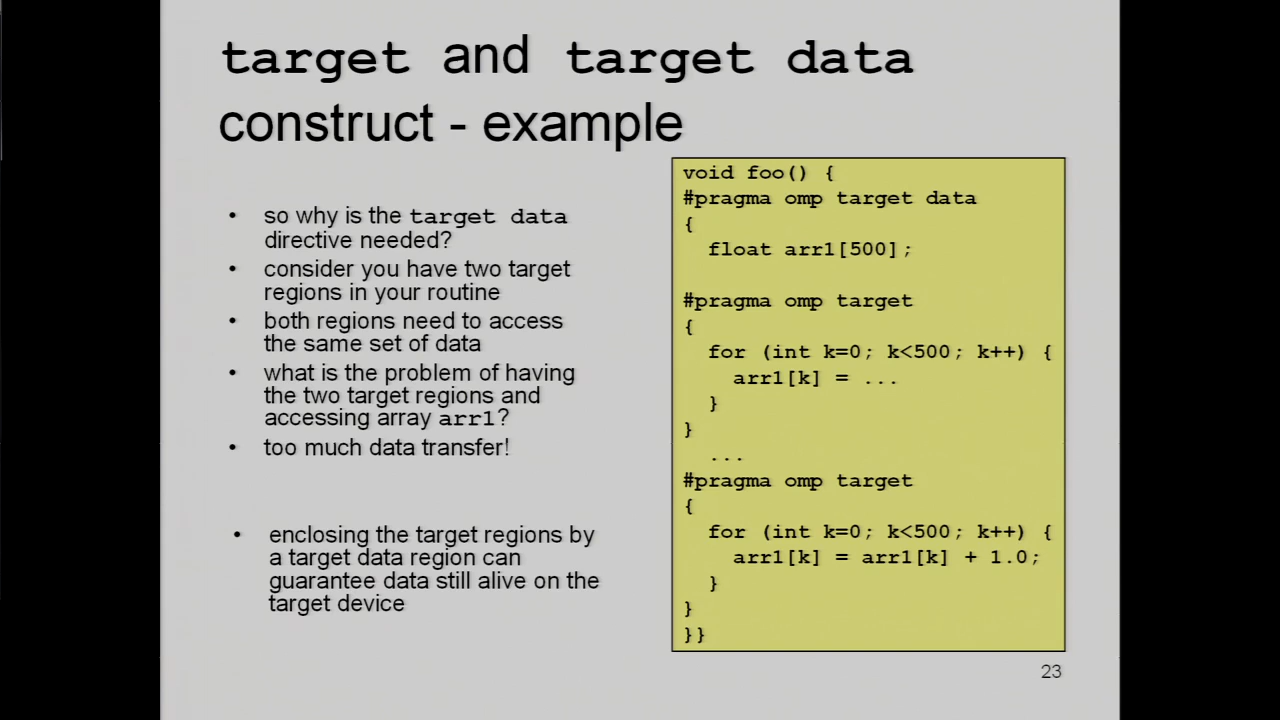 target and target data
construct - example
• so why is the target data
directive needed?
• consider you have two target
regions in your routine
• both regions need to access
the same set of data
• what is the problem of having
the two target regions and
accessing array arr1?
• too much data transfer!
• enclosing the target regions by
a target data region can
guarantee data still alive on the
target device
void foo() {
#pragma omp target data
{
  float arr1[500];

#pragma omp target
{
  for (int k=0; k<500; k++) {
    arr1[k] = ...
  }
}
  ...
#pragma omp target
{
  for (int k=0; k<500; k++) {
    arr1[k] = arr1[k] + 1.0;
  }
}
}}
23